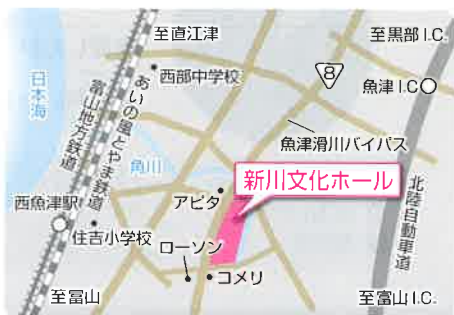 至直江津
至黒部I.C.
日本海
西部中学校
8
魚津I.C
富山地方鉄道
あいの風とやま鉄道
魚津滑川バイパス
角川
新川文化ホール
アピタ
北陸自動車道
西魚津駅
住吉小学校
ローソン
コメリ
至富山
至富山I.C.